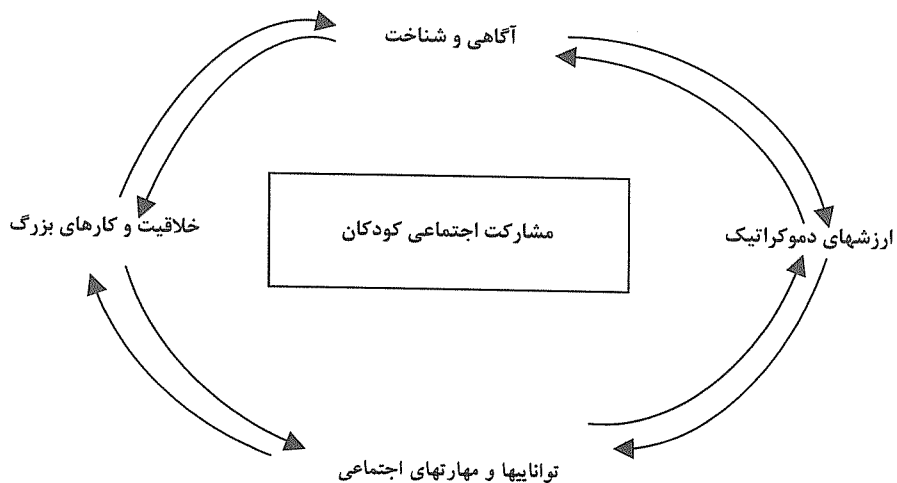 آگاهی و شناخت
ارزشهای دموکراتیک
مشارکت اجتماعی کودکان
خلاقیت و کارهای بزرگ
تواناییها و مهارتهای اجتماعی